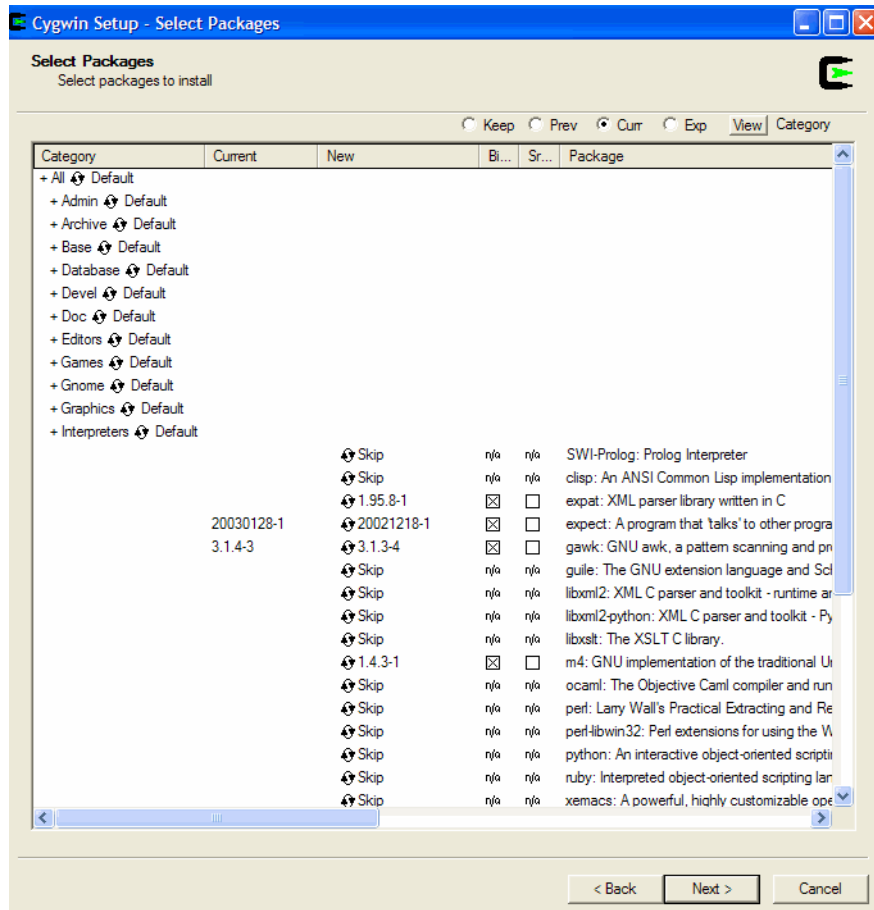 Cygwin Setup - Select Packages
Select Packages
Select packages to install
Keep Prev Curr Exp View Category
Category Current New Bi... Sr... Package
+ All Default
+ Admin Default
+ Archive Default
+ Base Default
+ Database Default
+ Devel Default
+ Doc Default
+ Editors Default
+ Games Default
+ Gnome Default
+ Graphics Default
+ Interpreters Default
Skip n/a n/a SWI-Prolog: Prolog Interpreter
Skip n/a n/a clisp: An ANSI Common Lisp implementation
1.95.8-1 expat: XML parser library written in C
20030128-1 20021218-1 expect: A program that 'talks' to other progra
3.1.4-3 3.1.3-4 gawk: GNU awk, a pattern scanning and pro
Skip n/a n/a guile: The GNU extension language and Sch
Skip n/a n/a libxml2: XML C parser and toolkit - runtime an
Skip n/a n/a libxml2-python: XML C parser and toolkit - Py
Skip n/a n/a libxslt: The XSLT C library.
1.4.3-1 m4: GNU implementation of the traditional Un
Skip n/a n/a ocaml: The Objective Caml compiler and run
Skip n/a n/a perl: Larry Wall's Practical Extracting and Re
Skip n/a n/a perl-libwin32: Perl extensions for using the W
Skip n/a n/a python: An interactive object-oriented scriptin
Skip n/a n/a ruby: Interpreted object-oriented scripting lan
Skip n/a n/a xemacs: A powerful, highly customizable ope
< Back Next > Cancel